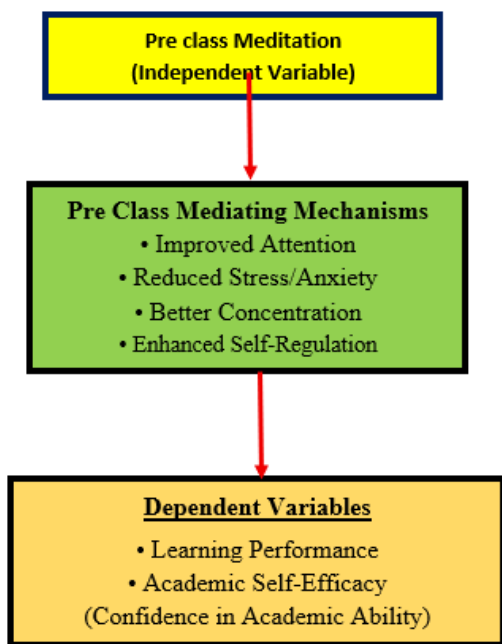 Pre class Meditation
(Independent Variable)
Pre Class Mediating Mechanisms
• Improved Attention
• Reduced Stress/Anxiety
• Better Concentration
• Enhanced Self-Regulation
Dependent Variables
• Learning Performance
• Academic Self-Efficacy
(Confidence in Academic Ability)